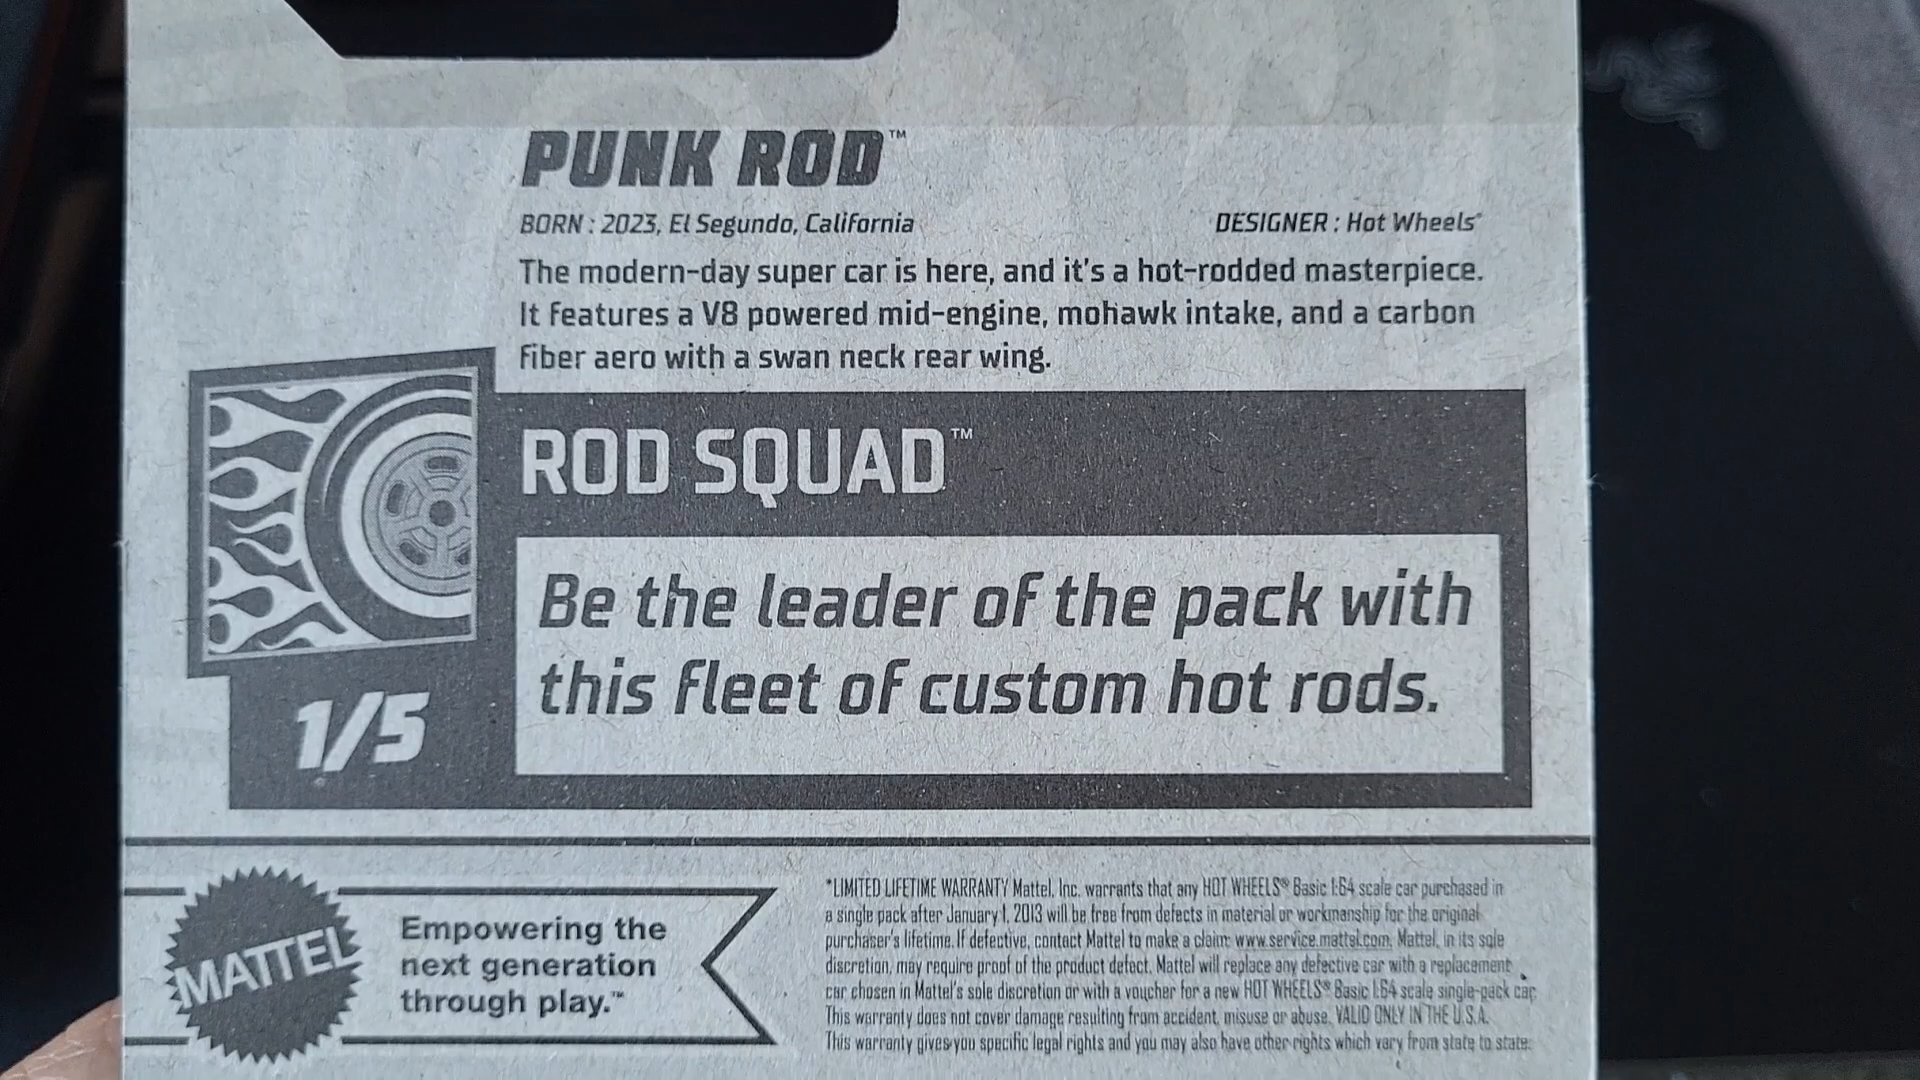 PUNK ROD™
BORN : 2023, El Segundo, California
DESIGNER : Hot Wheels®
The modern-day super car is here, and it's a hot-rodded masterpiece.
It features a V8 powered mid-engine, mohawk intake, and a carbon
fiber aero with a swan neck rear wing.
ROD SQUAD™
Be the leader of the pack with
this fleet of custom hot rods.
1/5
MATTEL
Empowering the
next generation
through play.™
*LIMITED LIFETIME WARRANTY Mattel, Inc. warrants that any HOT WHEELS® Basic 1:64 scale car purchased in
a single pack after January 1, 2013 will be free from defects in material or workmanship for the original
purchaser's lifetime. If defective, contact Mattel to make a claim: www.service.mattel.com. Mattel, in its sole
discretion, may require proof of the product defect. Mattel will replace any defective car with a replacement
car chosen in Mattel's sole discretion or with a voucher for a new HOT WHEELS® Basic 1:64 scale single-pack car.
This warranty does not cover damage resulting from accident, misuse or abuse. VALID ONLY IN THE U.S.A.
This warranty gives you specific legal rights and you may also have other rights which vary from state to state.